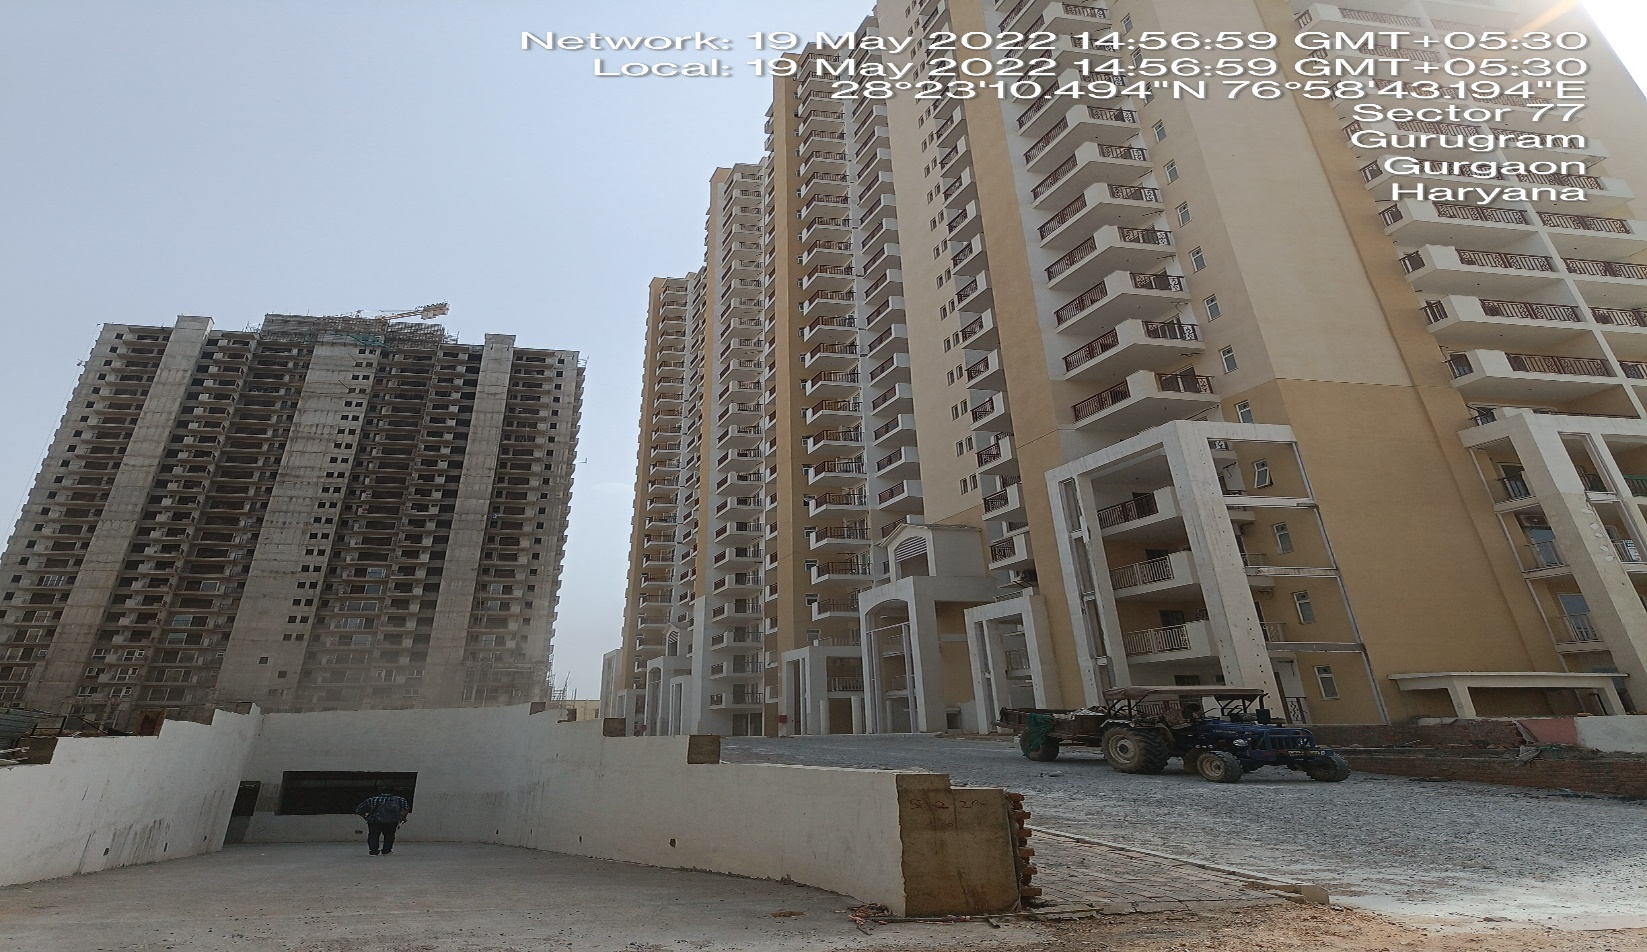 Network: 19 May 2022 14:56:59 GMT+05:30
Local: 19 May 2022 14:56:59 GMT+05:30
28°23'10.494"N 76°58'43.194"E
Sector 77
Gurugram
Gurgaon
Haryana